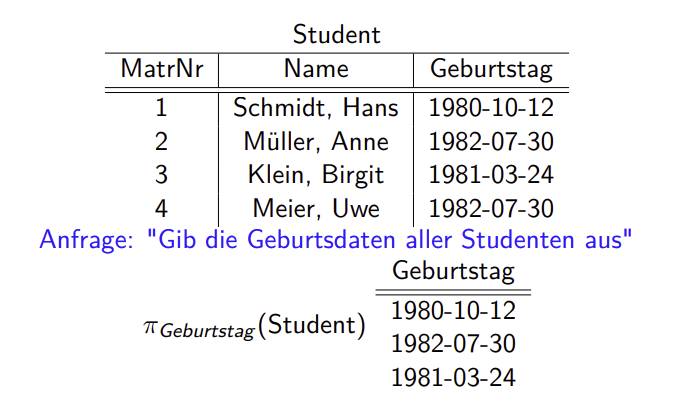 Student
MatrNr Name Geburtstag
1 Schmidt, Hans 1980-10-12
2 Müller, Anne 1982-07-30
3 Klein, Birgit 1981-03-24
4 Meier, Uwe 1982-07-30
Anfrage: "Gib die Geburtsdaten aller Studenten aus"
πGeburtstag(Student)
Geburtstag
1980-10-12
1982-07-30
1981-03-24